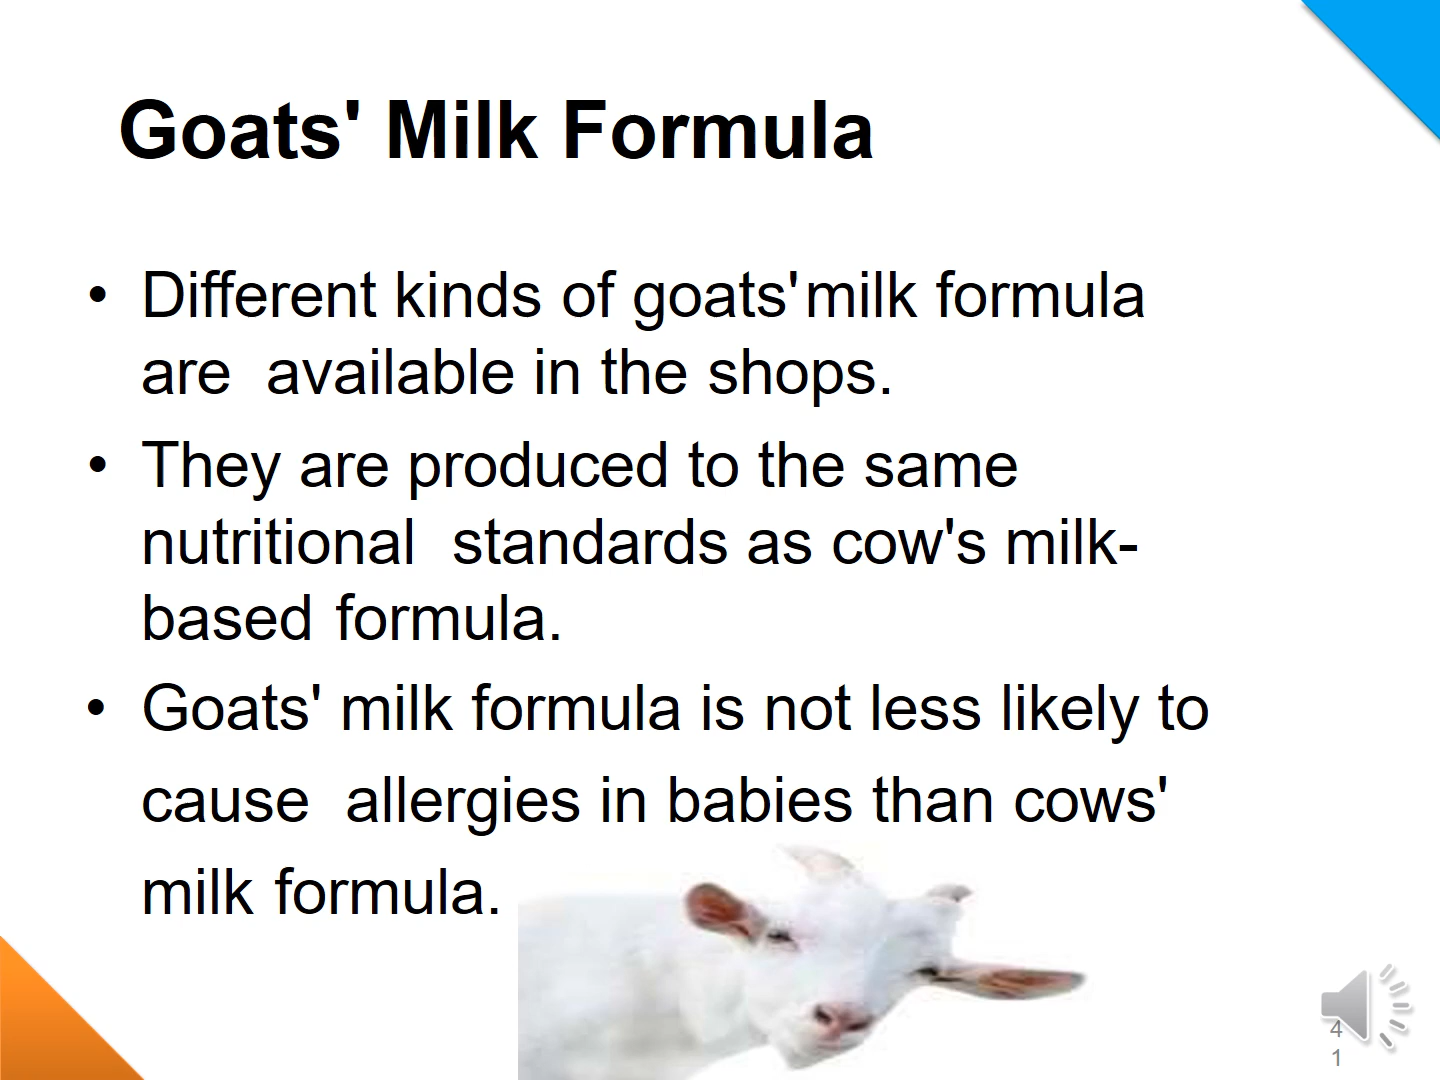 Goats' Milk Formula
• Different kinds of goats' milk formula
are available in the shops.
• They are produced to the same
nutritional standards as cow's milk-
based formula.
• Goats' milk formula is not less likely to
cause allergies in babies than cows'
milk formula.
4
1